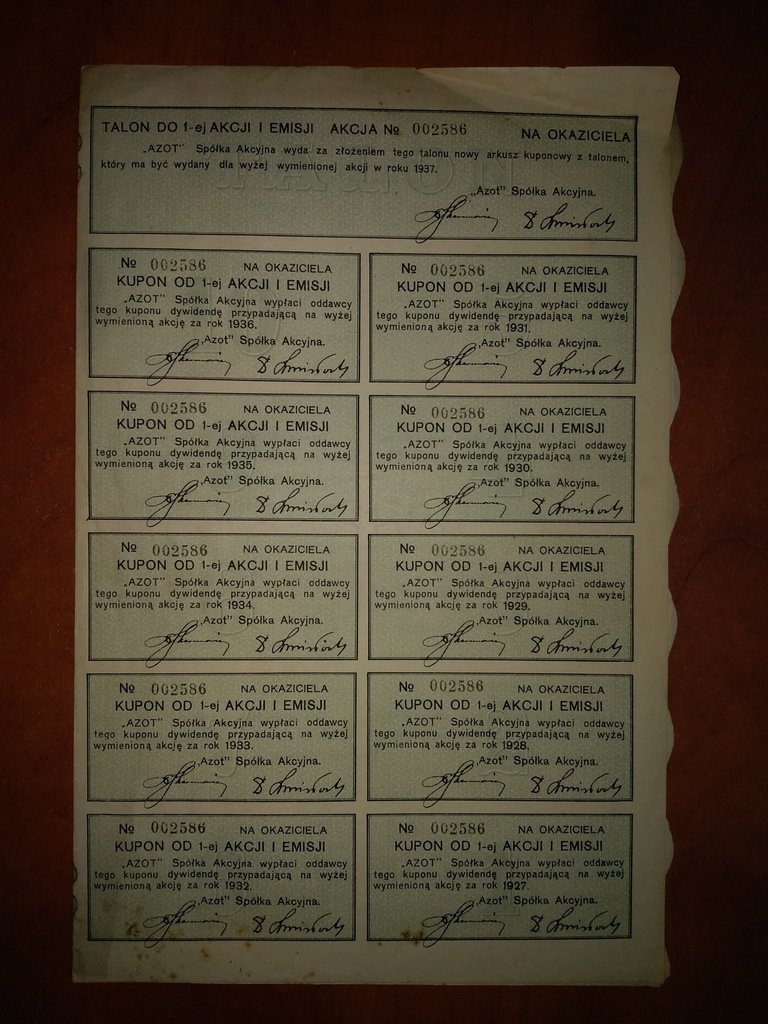 TALON DO 1-ej AKCJI I EMISJI AKCJA № 002586 NA OKAZICIELA
„AZOT" Spółka Akcyjna wyda za złożeniem tego talonu nowy arkusz kuponowy z talonem,
który ma być wydany dla wyżej wymienionej akcji w roku 1937.
„Azot" Spółka Akcyjna.
№ 002586 NA OKAZICIELA
KUPON OD 1-ej AKCJI I EMISJI
„AZOT" Spółka Akcyjna wypłaci oddawcy
tego kuponu dywidendę przypadającą na wyżej
wymienioną akcję za rok 1936.
„Azot" Spółka Akcyjna.
№ 002586 NA OKAZICIELA
KUPON OD 1-ej AKCJI I EMISJI
„AZOT" Spółka Akcyjna wypłaci oddawcy
tego kuponu dywidendę przypadającą na wyżej
wymienioną akcję za rok 1931.
„Azot" Spółka Akcyjna.
№ 002586 NA OKAZICIELA
KUPON OD 1-ej AKCJI I EMISJI
„AZOT" Spółka Akcyjna wypłaci oddawcy
tego kuponu dywidendę przypadającą na wyżej
wymienioną akcję za rok 1935.
„Azot" Spółka Akcyjna.
№ 002586 NA OKAZICIELA
KUPON OD 1-ej AKCJI I EMISJI
„AZOT" Spółka Akcyjna wypłaci oddawcy
tego kuponu dywidendę przypadającą na wyżej
wymienioną akcję za rok 1930.
„Azot" Spółka Akcyjna.
№ 002586 NA OKAZICIELA
KUPON OD 1-ej AKCJI I EMISJI
„AZOT" Spółka Akcyjna wypłaci oddawcy
tego kuponu dywidendę przypadającą na wyżej
wymienioną akcję za rok 1934.
„Azot" Spółka Akcyjna.
№ 002586 NA OKAZICIELA
KUPON OD 1-ej AKCJI I EMISJI
„AZOT" Spółka Akcyjna wypłaci oddawcy
tego kuponu dywidendę przypadającą na wyżej
wymienioną akcję za rok 1929.
„Azot" Spółka Akcyjna.
№ 002586 NA OKAZICIELA
KUPON OD 1-ej AKCJI I EMISJI
„AZOT" Spółka Akcyjna wypłaci oddawcy
tego kuponu dywidendę przypadającą na wyżej
wymienioną akcję za rok 1933.
„Azot" Spółka Akcyjna.
№ 002586 NA OKAZICIELA
KUPON OD 1-ej AKCJI I EMISJI
„AZOT" Spółka Akcyjna wypłaci oddawcy
tego kuponu dywidendę przypadającą na wyżej
wymienioną akcję za rok 1928.
„Azot" Spółka Akcyjna.
№ 002586 NA OKAZICIELA
KUPON OD 1-ej AKCJI I EMISJI
„AZOT" Spółka Akcyjna wypłaci oddawcy
tego kuponu dywidendę przypadającą na wyżej
wymienioną akcję za rok 1932.
„Azot" Spółka Akcyjna.
№ 002586 NA OKAZICIELA
KUPON OD 1-ej AKCJI I EMISJI
„AZOT" Spółka Akcyjna wypłaci oddawcy
tego kuponu dywidendę przypadającą na wyżej
wymienioną akcję za rok 1927.
„Azot" Spółka Akcyjna.